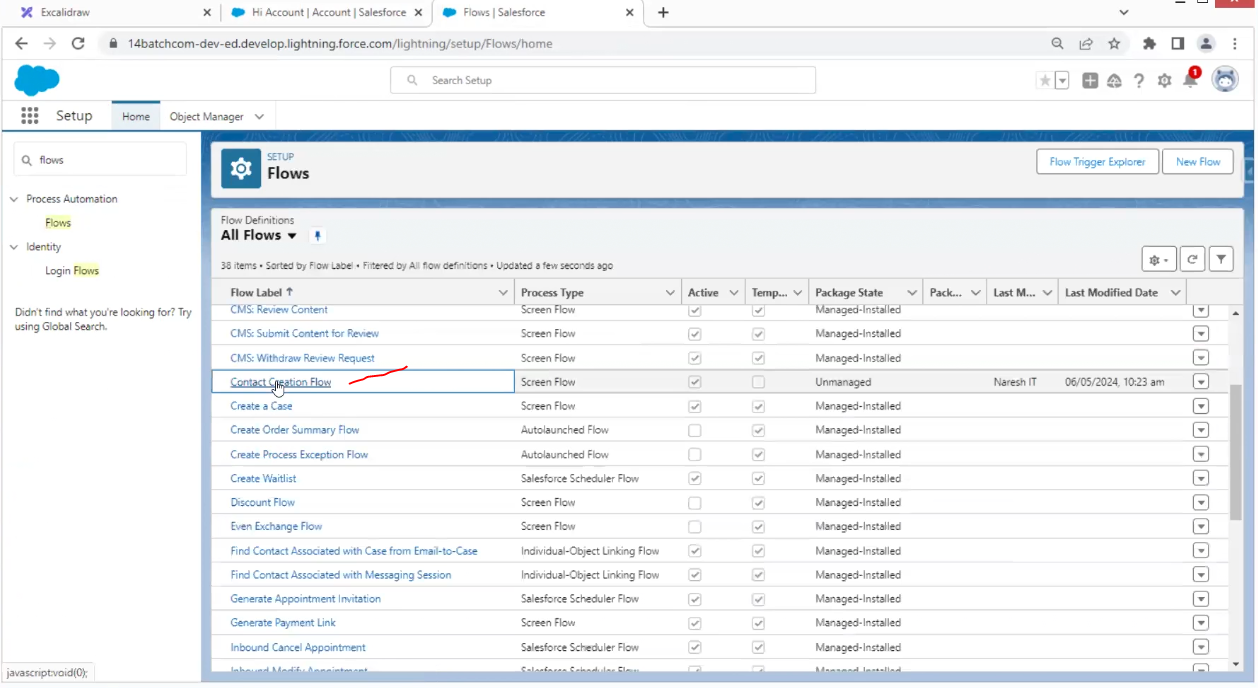 Excalidraw
Hi Account | Account | Salesforce
Flows | Salesforce
14batchcom-dev-ed.develop.lightning.force.com/lightning/setup/Flows/home
Search Setup
1
Setup
Home
Object Manager
flows
Process Automation
Flows
Identity
Login Flows
Didn't find what you're looking for? Try
using Global Search.
SETUP
Flows
Flow Trigger Explorer
New Flow
Flow Definitions
All Flows
38 items • Sorted by Flow Label • Filtered by All flow definitions • Updated a few seconds ago
Flow Label ↑ Process Type Active Temp... Package State Pack... Last M... Last Modified Date
CMS: Review Content Screen Flow Managed-Installed
CMS: Submit Content for Review Screen Flow Managed-Installed
CMS: Withdraw Review Request Screen Flow Managed-Installed
Contact Creation Flow Screen Flow Unmanaged Naresh IT 06/05/2024, 10:23 am
Create a Case Screen Flow Managed-Installed
Create Order Summary Flow Autolaunched Flow Managed-Installed
Create Process Exception Flow Autolaunched Flow Managed-Installed
Create Waitlist Salesforce Scheduler Flow Managed-Installed
Discount Flow Screen Flow Managed-Installed
Even Exchange Flow Screen Flow Managed-Installed
Find Contact Associated with Case from Email-to-Case Individual-Object Linking Flow Managed-Installed
Find Contact Associated with Messaging Session Individual-Object Linking Flow Managed-Installed
Generate Appointment Invitation Salesforce Scheduler Flow Managed-Installed
Generate Payment Link Screen Flow Managed-Installed
Inbound Cancel Appointment Salesforce Scheduler Flow Managed-Installed
Inbound Modify Appointment Salesforce Scheduler Flow Managed-Installed
javascript:void(0);